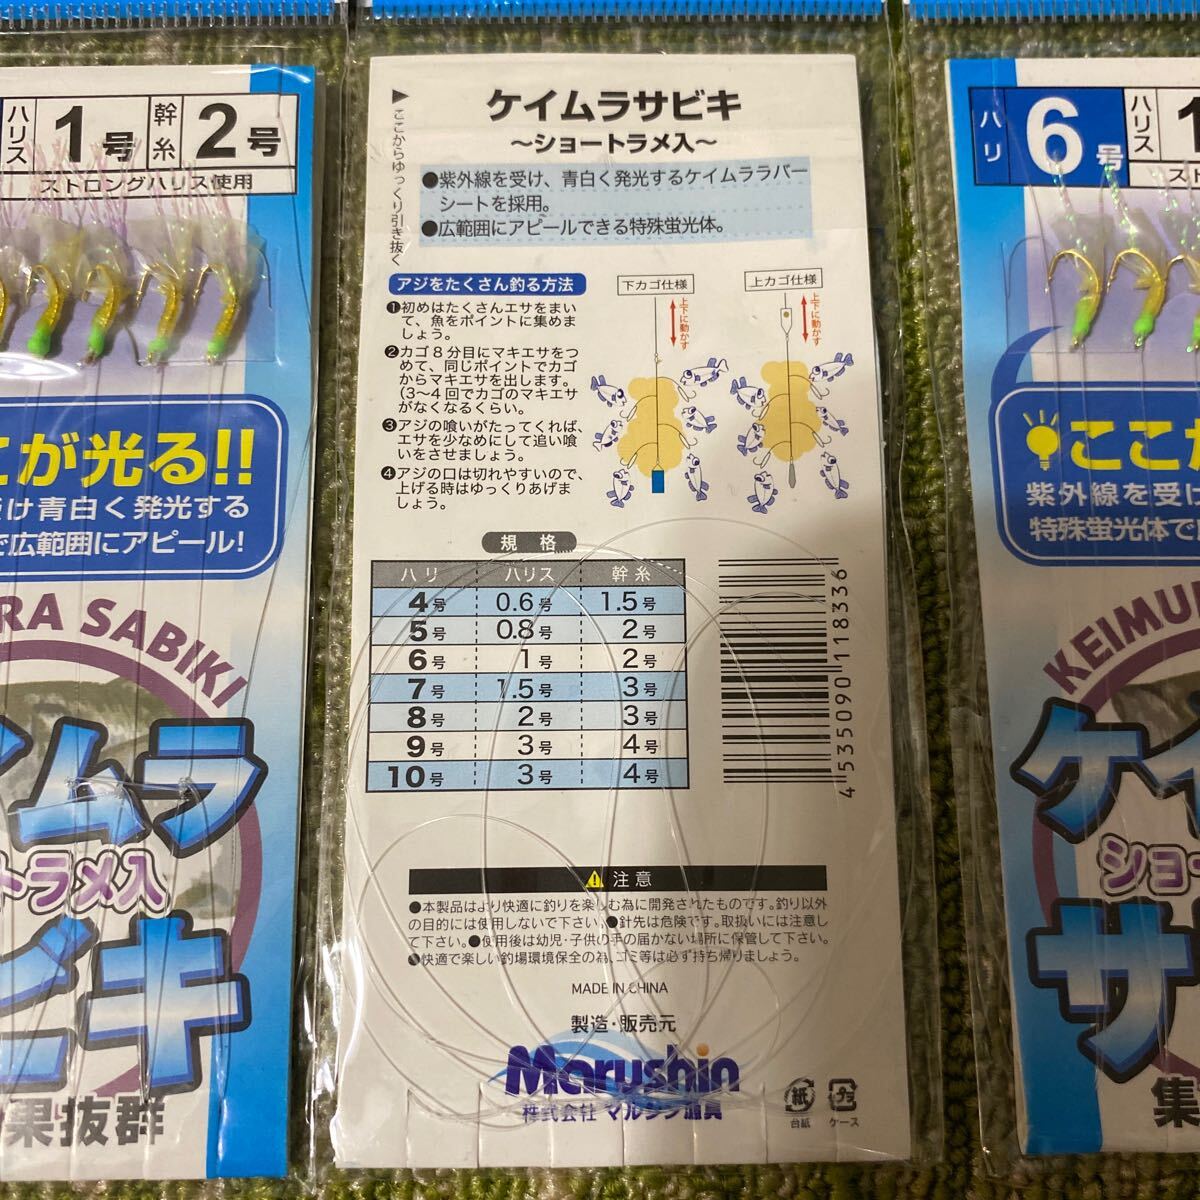 ハリス
1号
幹糸
2号
ストロングハリス使用
こが光る!!
け青白く発光する
で広範囲にアピール!
RA SABIKI
イムラ
トラメ入
ビキ
果抜群
▶ここからゆっくり引き抜く
ケイムラサビキ
～ショートラメ入～
●紫外線を受け、青白く発光するケイムララバー
シートを採用。
●広範囲にアピールできる特殊蛍光体。
アジをたくさん釣る方法
❶初めはたくさんエサをまい
て、魚をポイントに集めま
しょう。
❷カゴ8分目にマキエサをつ
めて、同じポイントでカゴ
からマキエサを出します。
(3～4回でカゴのマキエサ
がなくなるくらい。
❸アジの喰いがたってくれば、
エサを少なめにして追い喰
いをさせましょう。
❹アジの口は切れやすいので、
上げる時はゆっくりあげま
しょう。
下カゴ仕様
上下に動かす
上カゴ仕様
上下に動かす
規格
ハリ ハリス 幹糸
4号 0.6号 1.5号
5号 0.8号 2号
6号 1号 2号
7号 1.5号 3号
8号 2号 3号
9号 3号 4号
10号 3号 4号
4535090118336
注意
●本製品はより快適に釣りを楽しむ為に開発されたものです。釣り以外
の目的には使用しないで下さい。●針先は危険です。取扱いには注意し
て下さい。●使用後は幼児・子供の手の届かない場所に保管して下さい。
●快適で楽しい釣場環境保全の為、ゴミ等は必ず持ち帰りましょう。
MADE IN CHINA
製造・販売元
Marushin
株式会社 マルシン漁具
紙
台紙
プラ
ケース
ハリ
6号
ハリス
1
スト
ここか
紫外線を受け
特殊蛍光体で
KEIMU
ケイ
ショー
サ
集